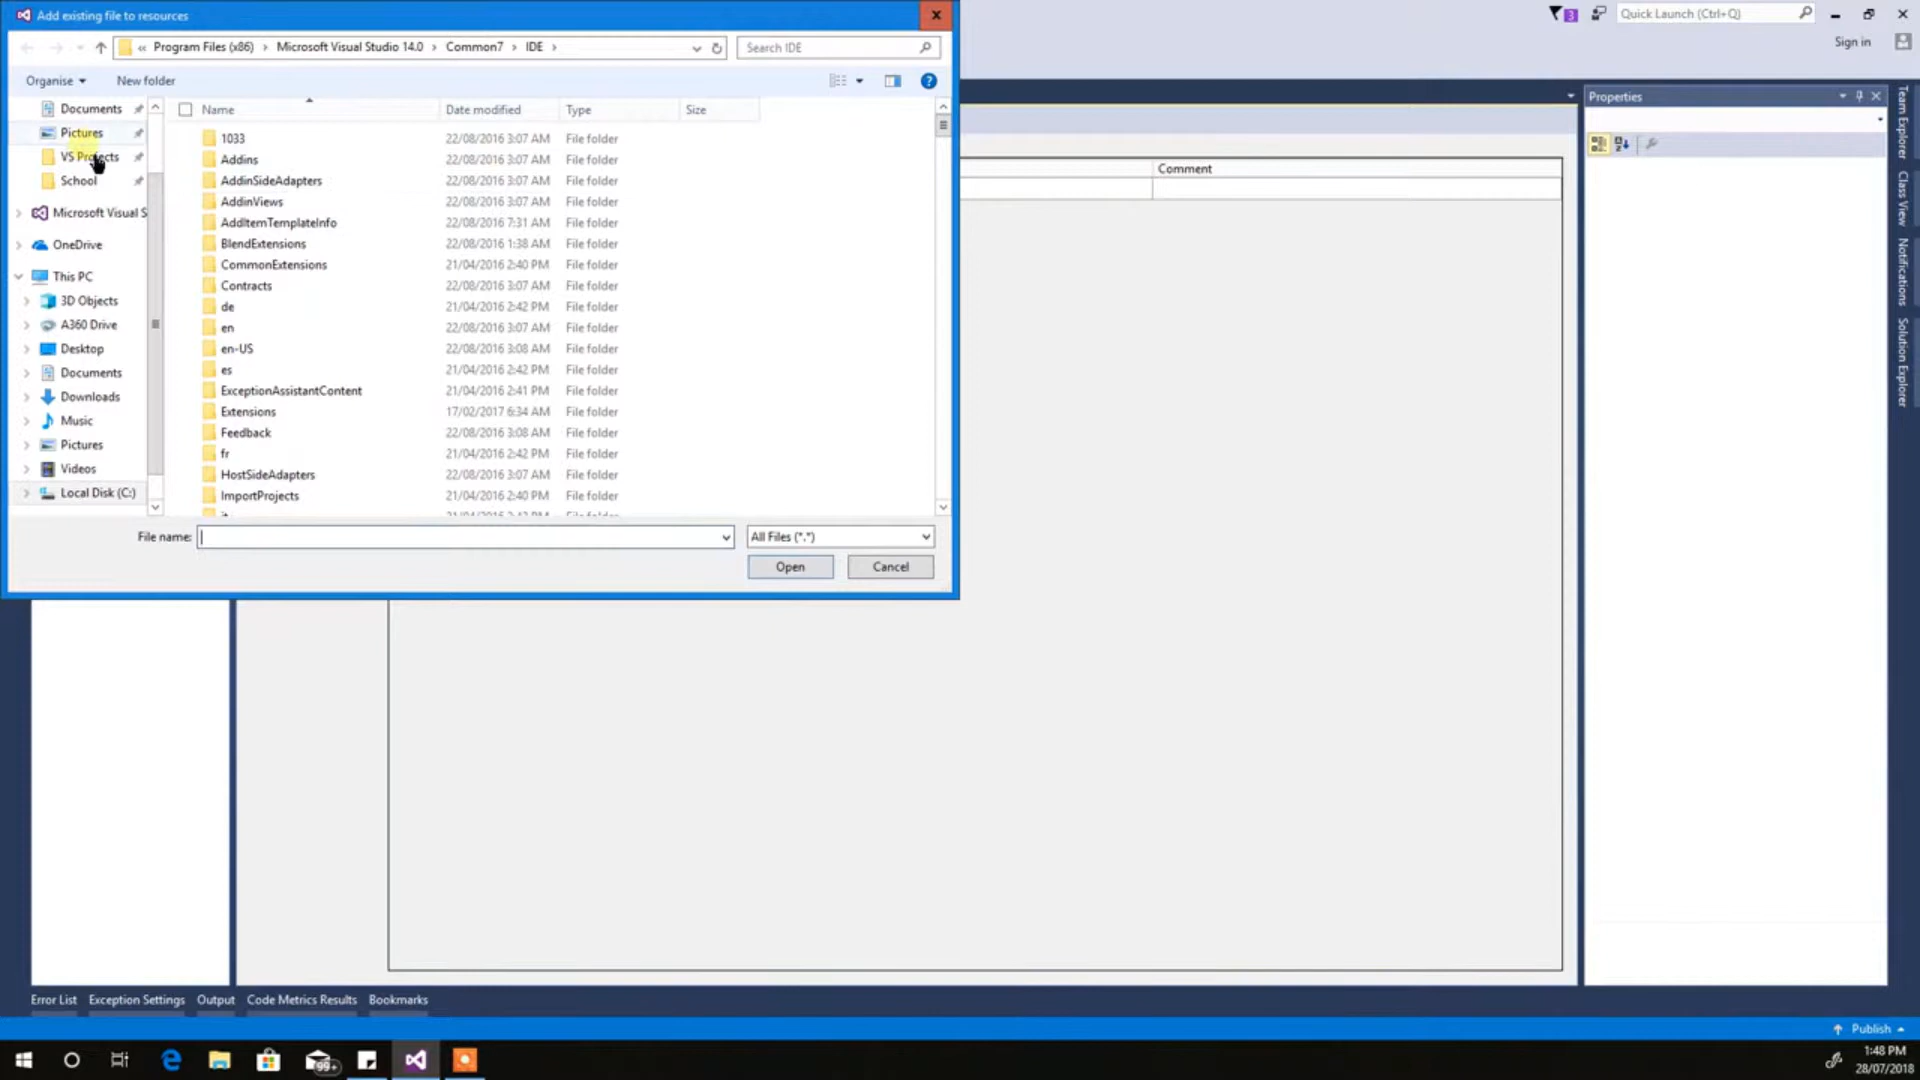 Add existing file to resources
3
Quick Launch (Ctrl+Q)
« Program Files (x86) > Microsoft Visual Studio 14.0 > Common7 > IDE >
Search IDE
Sign in
Organise
New folder
Properties
Documents
Pictures
VS Projects
School
Microsoft Visual S
OneDrive
This PC
3D Objects
A360 Drive
Desktop
Documents
Downloads
Music
Pictures
Videos
Local Disk (C:)
Name Date modified Type Size
1033 22/08/2016 3:07 AM File folder
Addins 22/08/2016 3:07 AM File folder
AddinSideAdapters 22/08/2016 3:07 AM File folder
AddinViews 22/08/2016 3:07 AM File folder
AddItemTemplateInfo 22/08/2016 7:31 AM File folder
BlendExtensions 22/08/2016 1:38 AM File folder
CommonExtensions 21/04/2016 2:40 PM File folder
Contracts 22/08/2016 3:07 AM File folder
de 21/04/2016 2:42 PM File folder
en 22/08/2016 3:07 AM File folder
en-US 22/08/2016 3:08 AM File folder
es 21/04/2016 2:42 PM File folder
ExceptionAssistantContent 21/04/2016 2:41 PM File folder
Extensions 17/02/2017 6:34 AM File folder
Feedback 22/08/2016 3:08 AM File folder
fr 21/04/2016 2:42 PM File folder
HostSideAdapters 22/08/2016 3:07 AM File folder
ImportProjects 21/04/2016 2:40 PM File folder
File name:
All Files (*.*)
Open
Cancel
Comment
Team Explorer
Class View
Notifications
Solution Explorer
Error List
Exception Settings
Output
Code Metrics Results
Bookmarks
Publish
99+
1:48 PM
28/07/2018